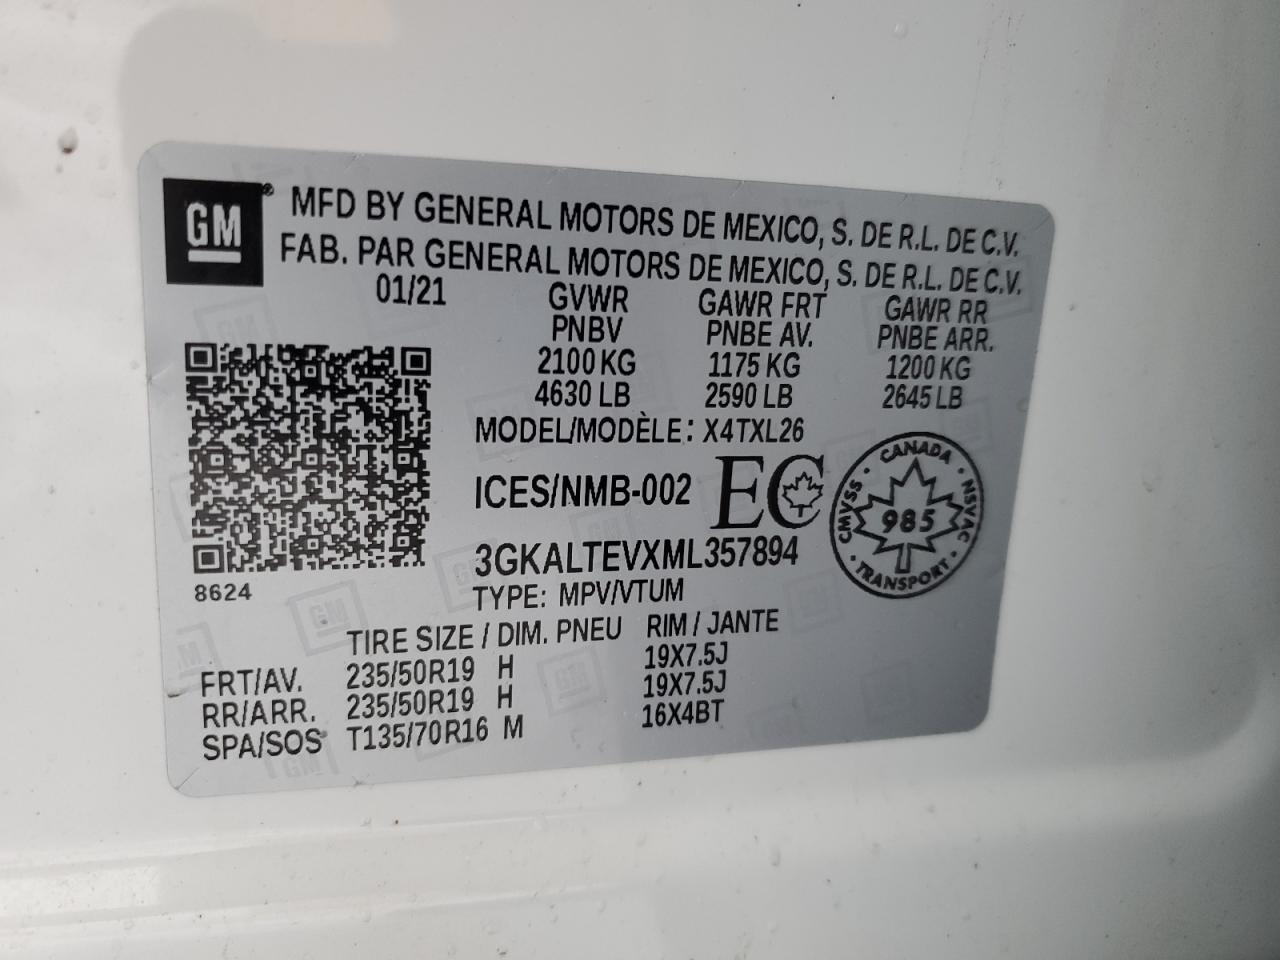 GM ®
MFD BY GENERAL MOTORS DE MEXICO, S. DE R.L. DE C.V.
FAB. PAR GENERAL MOTORS DE MEXICO, S. DE R.L. DE C.V.
01/21 GVWR GAWR FRT GAWR RR
PNBV PNBE AV. PNBE ARR.
2100 KG 1175 KG 1200 KG
4630 LB 2590 LB 2645 LB
MODEL/MODÈLE: X4TXL26
ICES/NMB-002 EC
CANADA
CMVSS 985 NSVAC
TRANSPORT
3GKALTEVXML357894
8624
TYPE: MPV/VTUM
TIRE SIZE / DIM. PNEU RIM / JANTE
FRT/AV. 235/50R19 H 19X7.5J
RR/ARR. 235/50R19 H 19X7.5J
SPA/SOS T135/70R16 M 16X4BT